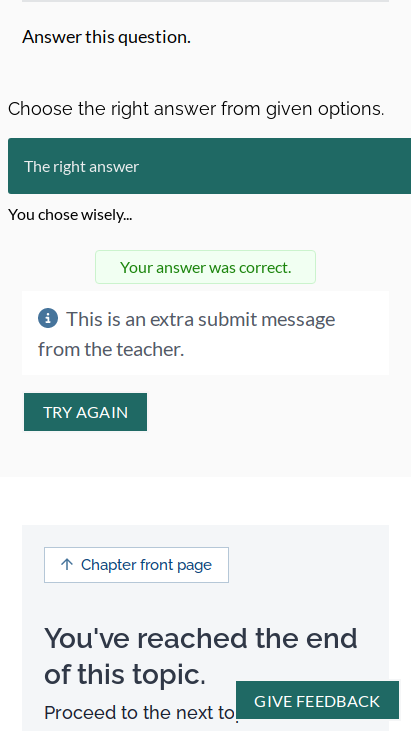 Answer this question.
Choose the right answer from given options.
The right answer
You chose wisely...
Your answer was correct.
This is an extra submit message
from the teacher.
TRY AGAIN
Chapter front page
You've reached the end
of this topic.
Proceed to the next
GIVE FEEDBACK